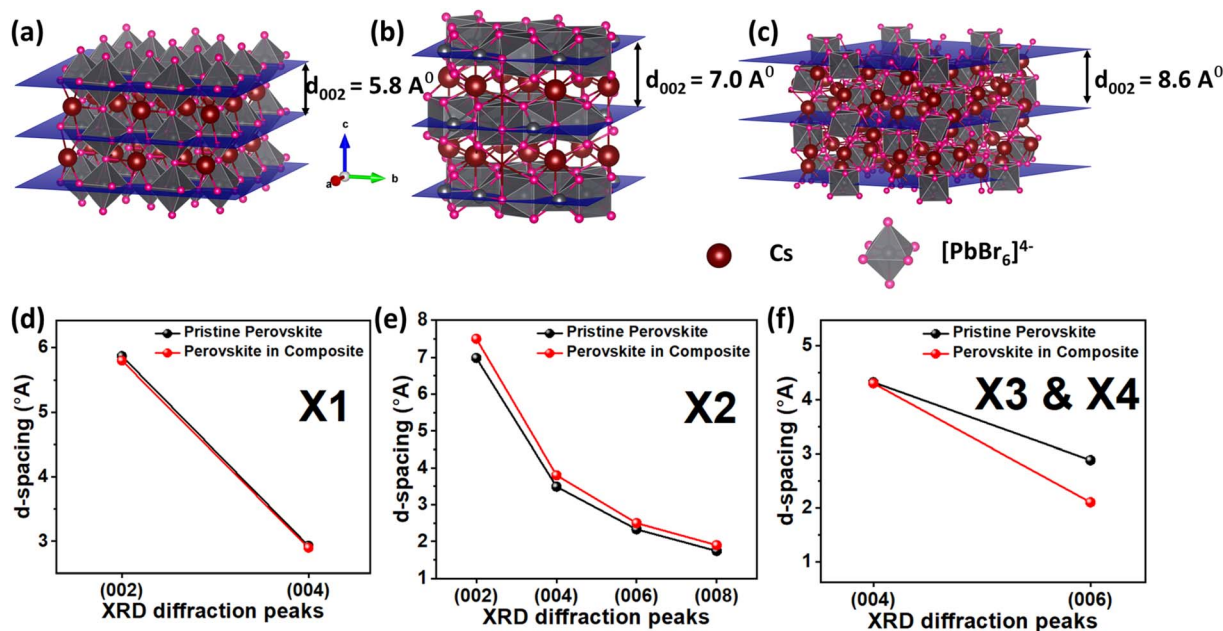 (a)
d002 = 5.8 A0
(b)
d002 = 7.0 A0
(c)
d002 = 8.6 A0
c
a
b
Cs
[PbBr6]4-
(d)
Pristine Perovskite
Perovskite in Composite
X1
6
5
4
3
d-spacing (°A)
(002)
(004)
XRD diffraction peaks
(e)
Pristine Perovskite
Perovskite in Composite
X2
8
7
6
5
4
3
2
1
d-spacing (°A)
(002)
(004)
(006)
(008)
XRD diffraction peaks
(f)
Pristine Perovskite
Perovskite in Composite
X3 & X4
5
4
3
2
1
d-spacing (°A)
(004)
(006)
XRD diffraction peaks